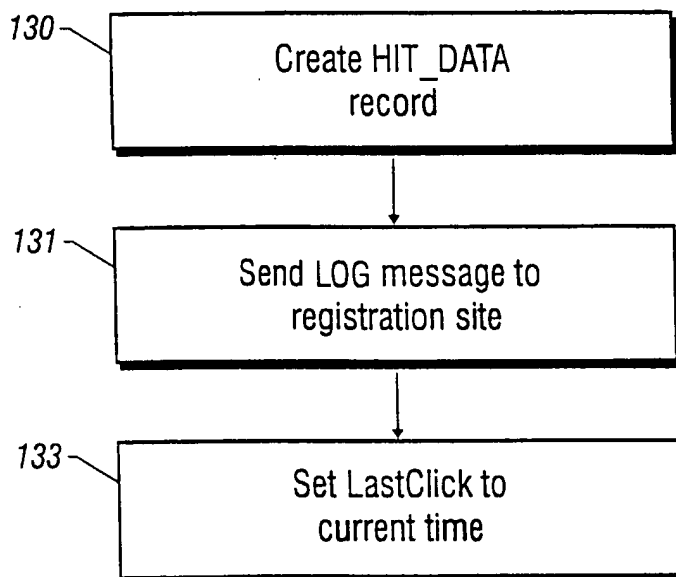 130
Create HIT_DATA
record
131
Send LOG message to
registration site
133
Set LastClick to
current time